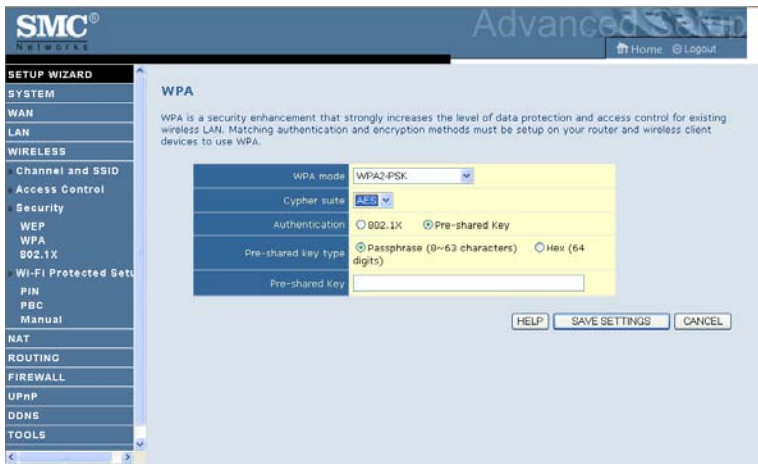 SMC®
Networks
Advanced Setup
Home Logout
SETUP WIZARD
SYSTEM
WAN
LAN
WIRELESS
Channel and SSID
Access Control
Security
WEP
WPA
802.1X
Wi-Fi Protected Setu
PIN
PBC
Manual
NAT
ROUTING
FIREWALL
UPnP
DDNS
TOOLS
WPA
WPA is a security enhancement that strongly increases the level of data protection and access control for existing
wireless LAN. Matching authentication and encryption methods must be setup on your router and wireless client
devices to use WPA.
WPA mode WPA2-PSK
Cypher suite AES
Authentication 802.1X Pre-shared Key
Pre-shared key type Passphrase (8~63 characters) Hex (64
digits)
Pre-shared Key
HELP SAVE SETTINGS CANCEL